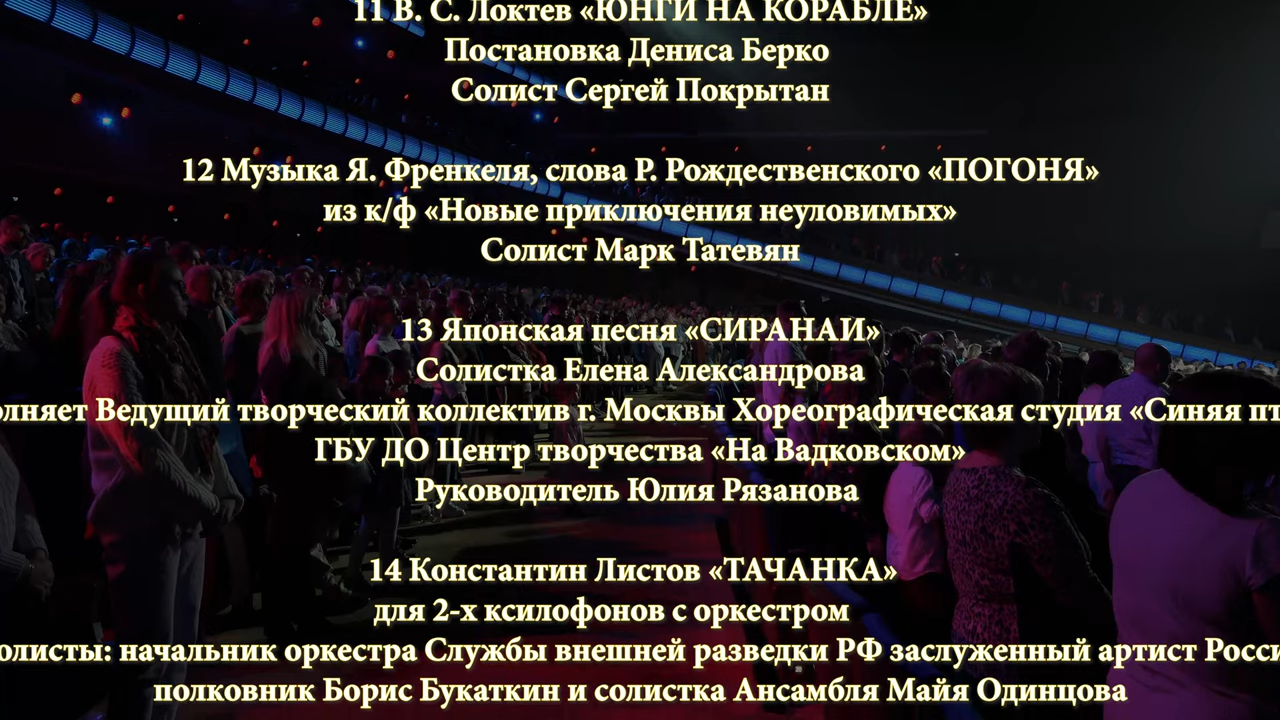 11 В. С. Локтев «ЮНГИ НА КОРАБЛЕ»
Постановка Дениса Берко
Солист Сергей Покрытан
12 Музыка Я. Френкеля, слова Р. Рождественского «ПОГОНЯ»
из к/ф «Новые приключения неуловимых»
Солист Марк Татевян
13 Японская песня «СИРАНАИ»
Солистка Елена Александрова
олняет Ведущий творческий коллектив г. Москвы Хореографическая студия «Синяя пт
ГБУ ДО Центр творчества «На Вадковском»
Руководитель Юлия Рязанова
14 Константин Листов «ТАЧАНКА»
для 2-х ксилофонов с оркестром
олисты: начальник оркестра Службы внешней разведки РФ заслуженный артист Росси
полковник Борис Букаткин и солистка Ансамбля Майя Одинцова